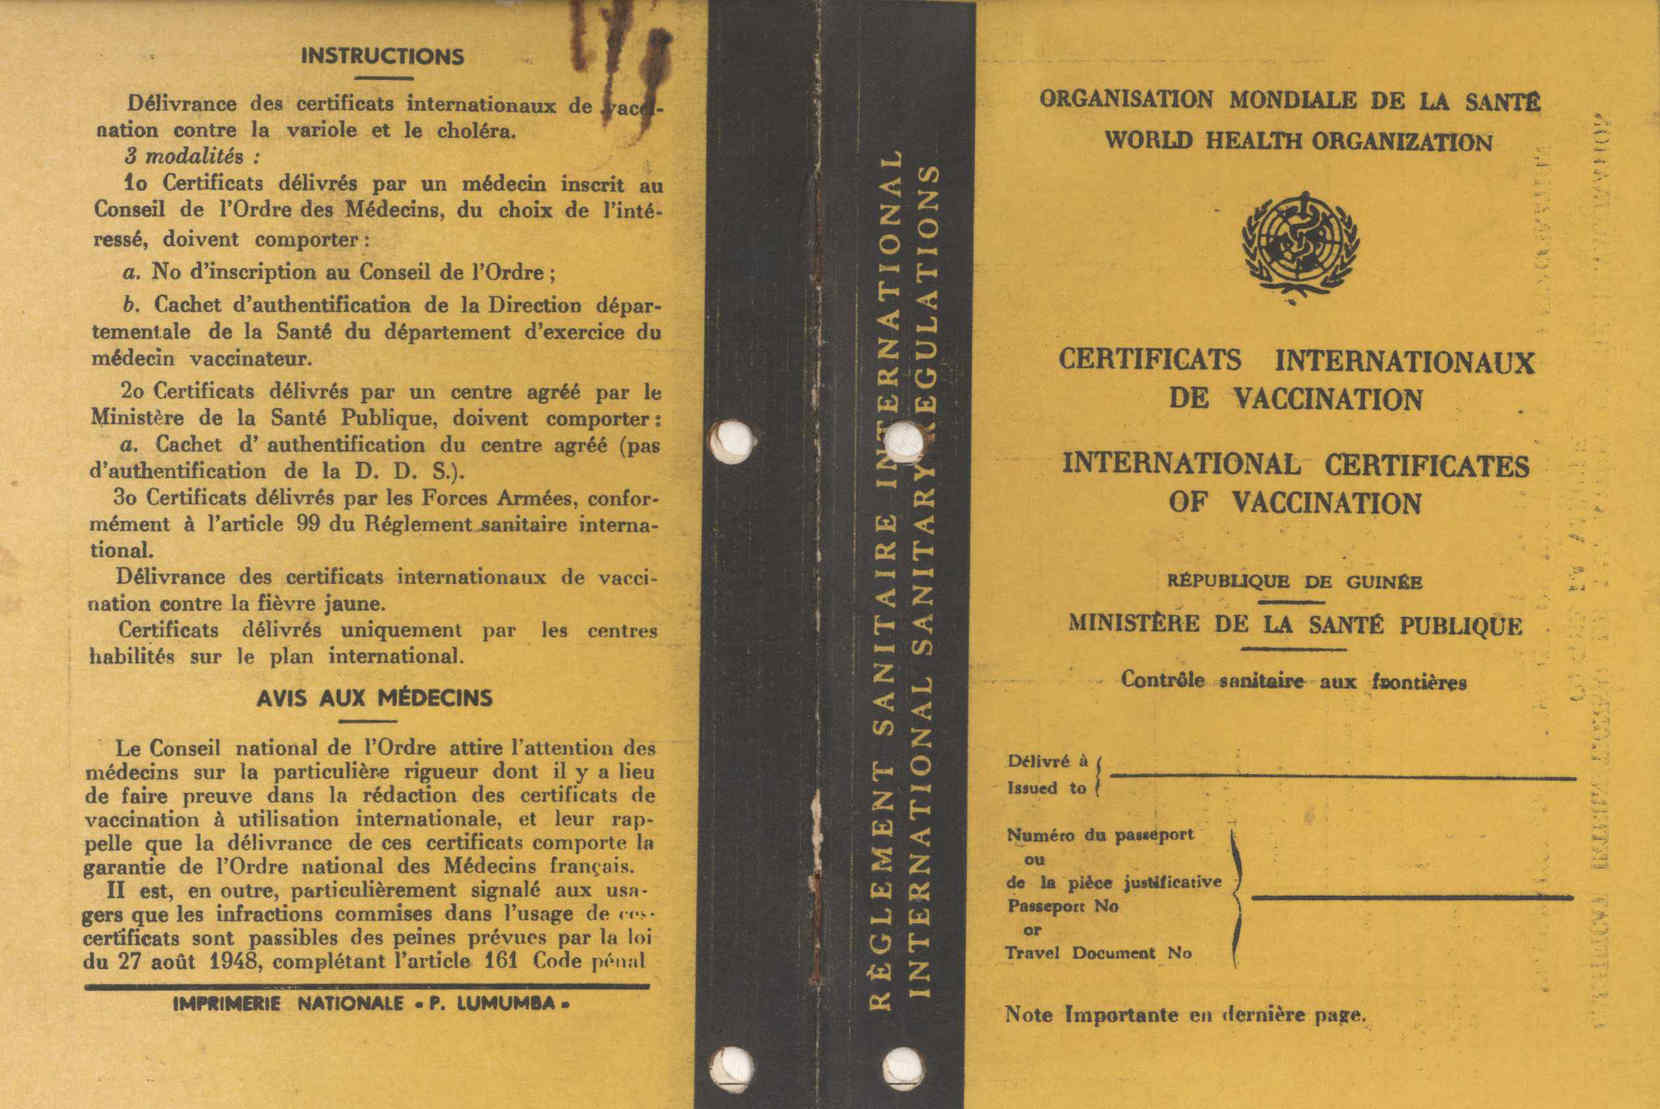 INSTRUCTIONS
Délivrance des certificats internationaux de vacci-
nation contre la variole et le choléra.
3 modalités :
1o Certificats délivrés par un médecin inscrit au
Conseil de l'Ordre des Médecins, du choix de l'inté-
ressé, doivent comporter :
a. No d'inscription au Conseil de l'Ordre ;
b. Cachet d'authentification de la Direction dépar-
tementale de la Santé du département d'exercice du
médecin vaccinateur.
2o Certificats délivrés par un centre agréé par le
Ministère de la Santé Publique, doivent comporter :
a. Cachet d' authentification du centre agréé (pas
d'authentification de la D. D. S.).
3o Certificats délivrés par les Forces Armées, confor-
mément à l'article 99 du Réglement sanitaire interna-
tional.
Délivrance des certificats internationaux de vacci-
nation contre la fièvre jaune.
Certificats délivrés uniquement par les centres
habilités sur le plan international.
AVIS AUX MÉDECINS
Le Conseil national de l'Ordre attire l'attention des
médecins sur la particulière rigueur dont il y a lieu
de faire preuve dans la rédaction des certificats de
vaccination à utilisation internationale, et leur rap-
pelle que la délivrance de ces certificats comporte la
garantie de l'Ordre national des Médecins français.
II est, en outre, particulièrement signalé aux usa-
gers que les infractions commises dans l'usage de ces
certificats sont passibles des peines prévues par la loi
du 27 août 1948, complétant l'article 161 Code pénal
IMPRIMERIE NATIONALE « P. LUMUMBA »
RÈGLEMENT SANITAIRE INTERNATIONAL
INTERNATIONAL SANITARY REGULATIONS
ORGANISATION MONDIALE DE LA SANTÉ
WORLD HEALTH ORGANIZATION
CERTIFICATS INTERNATIONAUX
DE VACCINATION
INTERNATIONAL CERTIFICATES
OF VACCINATION
RÉPUBLIQUE DE GUINÉE
MINISTÈRE DE LA SANTÉ PUBLIQUE
Contrôle sanitaire aux frontières
Délivré à
Issued to
Numéro du passeport
ou
de la pièce justificative
Passeport No
or
Travel Document No
Note Importante en dernière page.